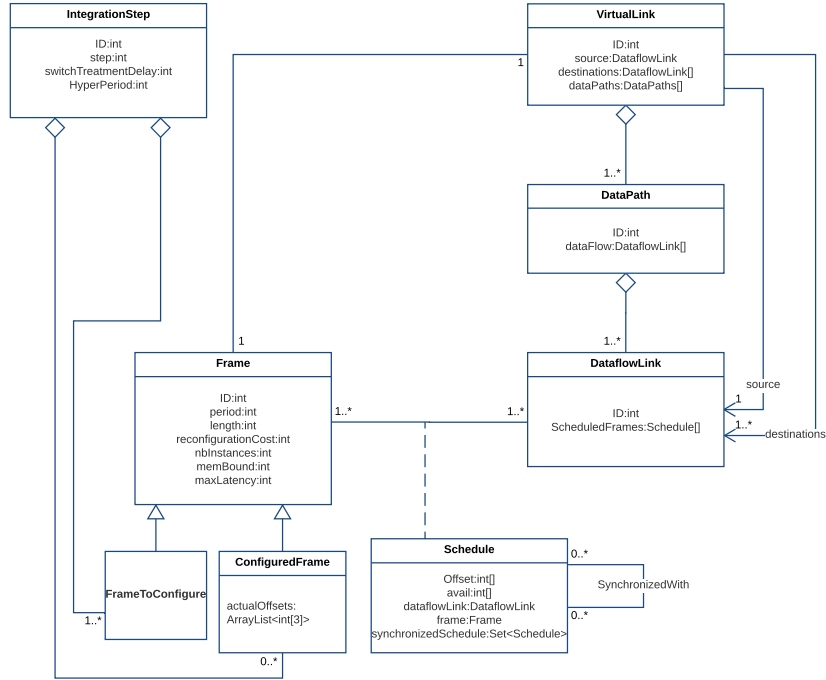 IntegrationStep
ID:int
step:int
switchTreatmentDelay:int
HyperPeriod:int
VirtualLink
ID:int
source:DataflowLink
destinations:DataflowLink[]
dataPaths:DataPaths[]
1
1..*
DataPath
ID:int
dataFlow:DataflowLink[]
1
1..*
Frame
ID:int
period:int
length:int
reconfigurationCost:int
nbInstances:int
memBound:int
maxLatency:int
1..*
1..*
DataflowLink
ID:int
ScheduledFrames:Schedule[]
source
1
1..*
destinations
FrameToConfigure
1..*
ConfiguredFrame
actualOffsets:
ArrayList<int[3]>
0..*
Schedule
Offset:int[]
avail:int[]
dataflowLink:DataflowLink
frame:Frame
synchronizedSchedule:Set<Schedule>
0..*
SynchronizedWith
0..*